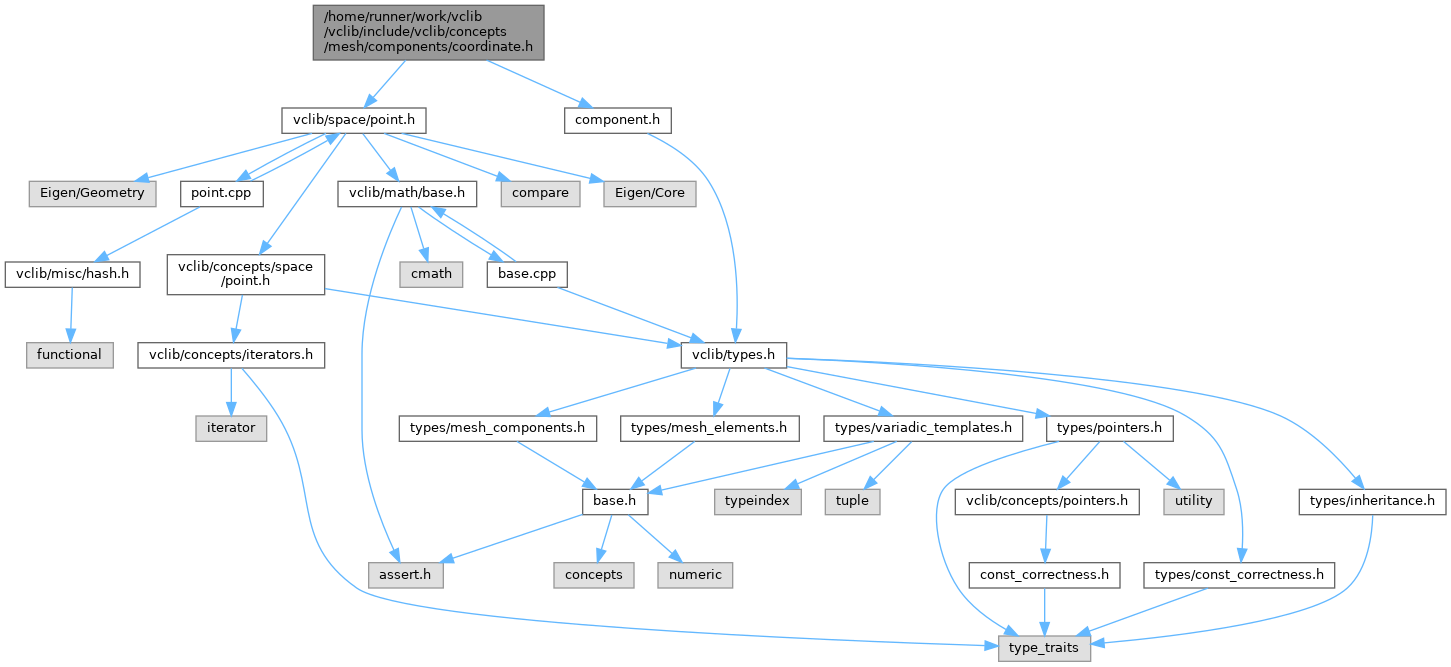 /home/runner/work/vclib
/vclib/include/vclib/concepts
/mesh/components/coordinate.h
vclib/space/point.h
component.h
Eigen/Geometry
point.cpp
vclib/math/base.h
compare
Eigen/Core
vclib/misc/hash.h
vclib/concepts/space
/point.h
cmath
base.cpp
functional
vclib/concepts/iterators.h
vclib/types.h
iterator
types/mesh_components.h
types/mesh_elements.h
types/variadic_templates.h
types/pointers.h
base.h
typeindex
tuple
vclib/concepts/pointers.h
utility
types/inheritance.h
assert.h
concepts
numeric
const_correctness.h
types/const_correctness.h
type_traits